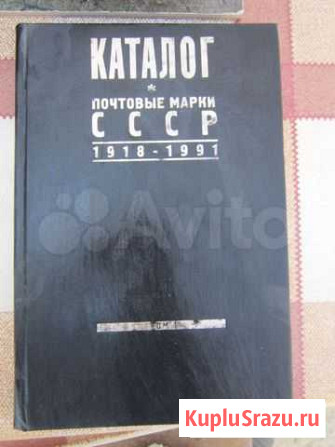 КАТАЛОГ
*
ПОЧТОВЫЕ МАРКИ
СССР
1918-1991
Avito
KupluSrazu.ru